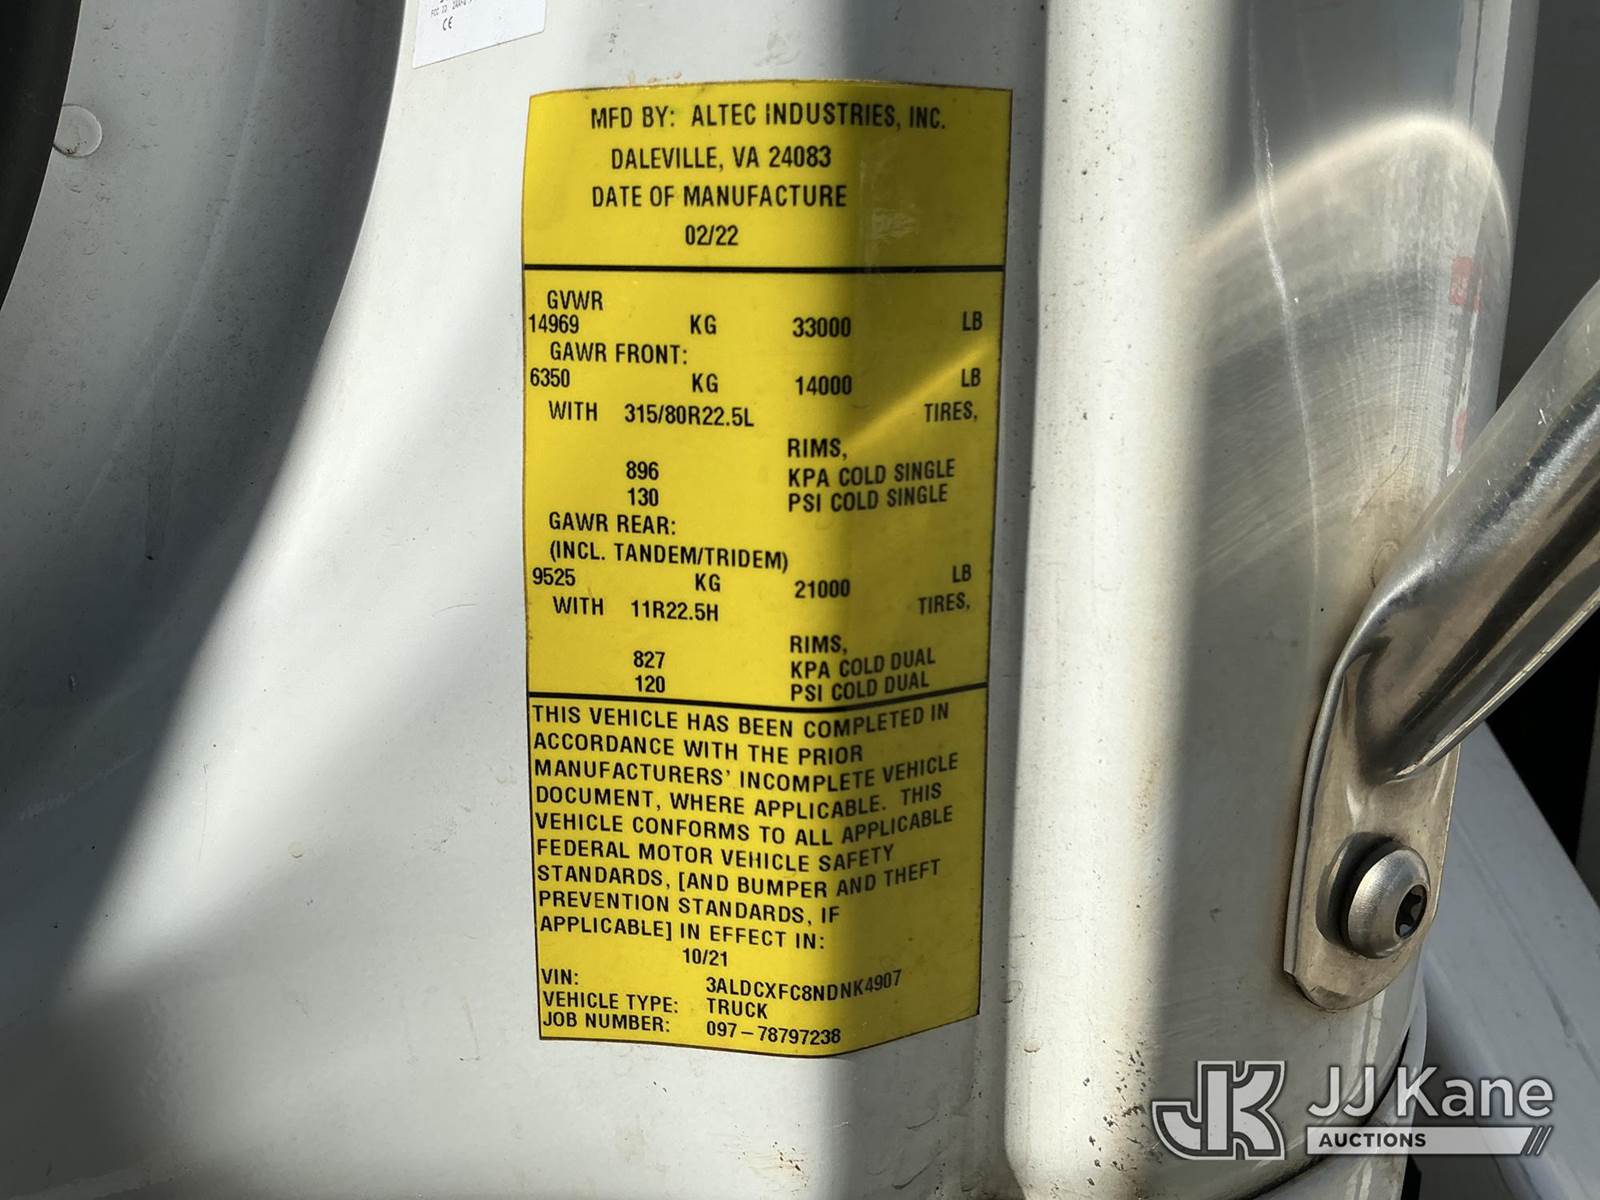 CE
MFD BY: ALTEC INDUSTRIES, INC.
DALEVILLE, VA 24083
DATE OF MANUFACTURE
02/22
GVWR
14969 KG 33000 LB
GAWR FRONT:
6350 KG 14000 LB
WITH 315/80R22.5L TIRES,
RIMS,
896 KPA COLD SINGLE
130 PSI COLD SINGLE
GAWR REAR:
(INCL. TANDEM/TRIDEM)
9525 KG 21000 LB
WITH 11R22.5H TIRES,
RIMS,
827 KPA COLD DUAL
120 PSI COLD DUAL
THIS VEHICLE HAS BEEN COMPLETED IN
ACCORDANCE WITH THE PRIOR
MANUFACTURERS' INCOMPLETE VEHICLE
DOCUMENT, WHERE APPLICABLE. THIS
VEHICLE CONFORMS TO ALL APPLICABLE
FEDERAL MOTOR VEHICLE SAFETY
STANDARDS, [AND BUMPER AND THEFT
PREVENTION STANDARDS, IF
APPLICABLE] IN EFFECT IN:
10/21
VIN: 3ALDCXFC8NDNK4907
VEHICLE TYPE: TRUCK
JOB NUMBER: 097-78797238
JK JJ Kane
AUCTIONS